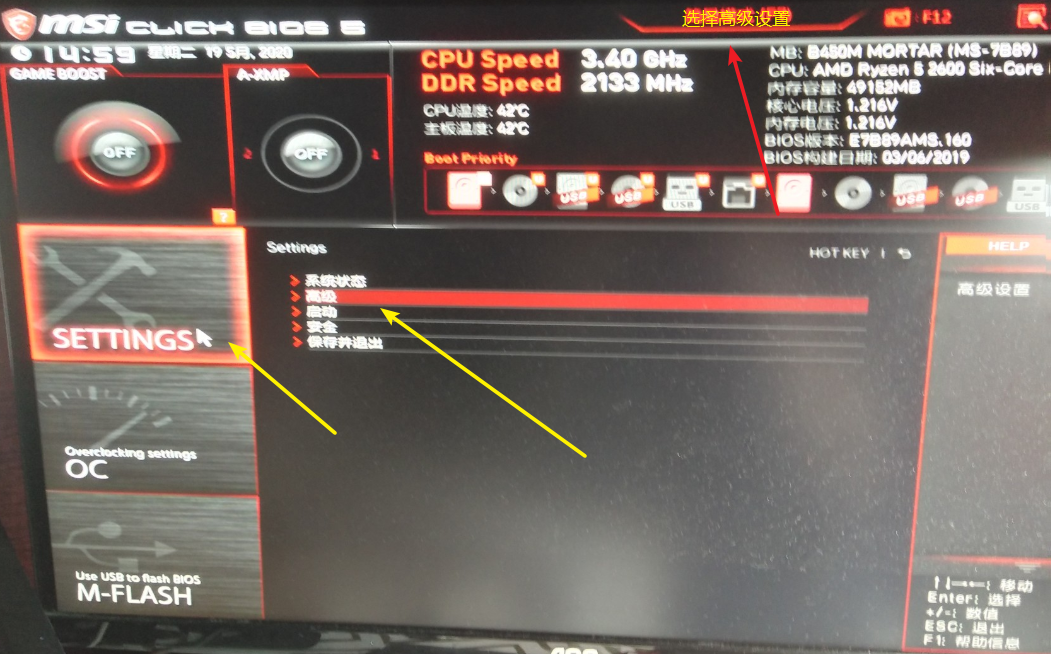 msi CLICK BIOS 5
选择高级设置
F12
14:59 星期二 19 5月, 2020
GAME BOOST
A-XMP
OFF
2 OFF 1
CPU Speed 3.40 GHz
DDR Speed 2133 MHz
CPU温度: 42°C
主板温度: 42°C
MB: B450M MORTAR (MS-7B89)
CPU: AMD Ryzen 5 2600 Six-Core
内存容量: 49152MB
核心电压: 1.216V
内存电压: 1.216V
BIOS版本: E7B89AMS.160
BIOS构建日期: 03/06/2019
Boot Priority
USB USB USB USB USB USB
?
SETTINGS
Overclocking settings
OC
Use USB to flash BIOS
M-FLASH
Settings
HOT KEY
系统状态
高级
启动
安全
保存并退出
HELP
高级设置
↑↓→←: 移动
Enter: 选择
+/-: 数值
ESC: 退出
F1: 帮助信息